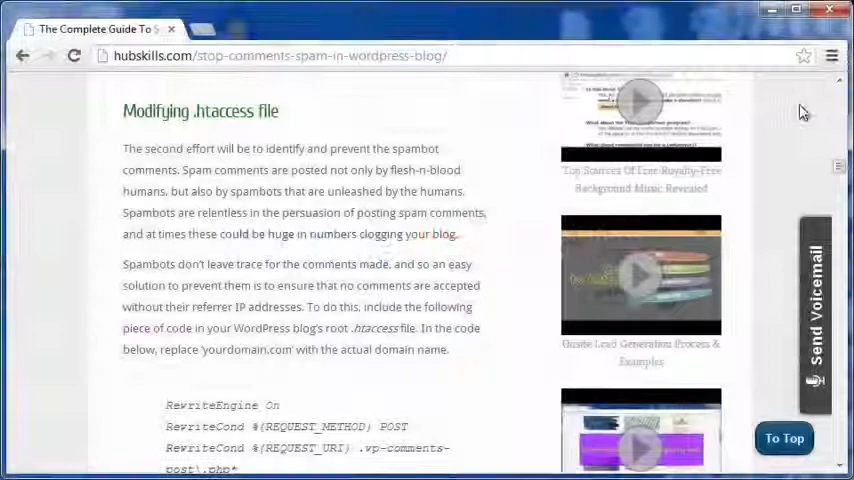 The Complete Guide To S
hubskills.com/stop-comments-spam-in-wordpress-blog/
Modifying .htaccess file
The second effort will be to identify and prevent the spambot
comments. Spam comments are posted not only by flesh-n-blood
humans, but also by spambots that are unleashed by the humans.
Spambots are relentless in the persuasion of posting spam comments,
and at times these could be huge in numbers clogging your blog.
Spambots don't leave trace for the comments made, and so an easy
solution to prevent them is to ensure that no comments are accepted
without their referrer IP addresses. To do this, include the following
piece of code in your WordPress blog's root .htaccess file. In the code
below, replace 'yourdomain.com' with the actual domain name.
RewriteEngine On
RewriteCond %{REQUEST_METHOD} POST
RewriteCond %{REQUEST_URI} .wp-comments-
post\.php*
Top Sources Of Free Royalty-Free
Background Music Revealed
Onsite Lead Generation Process &
Examples
Send Voicemail
To Top